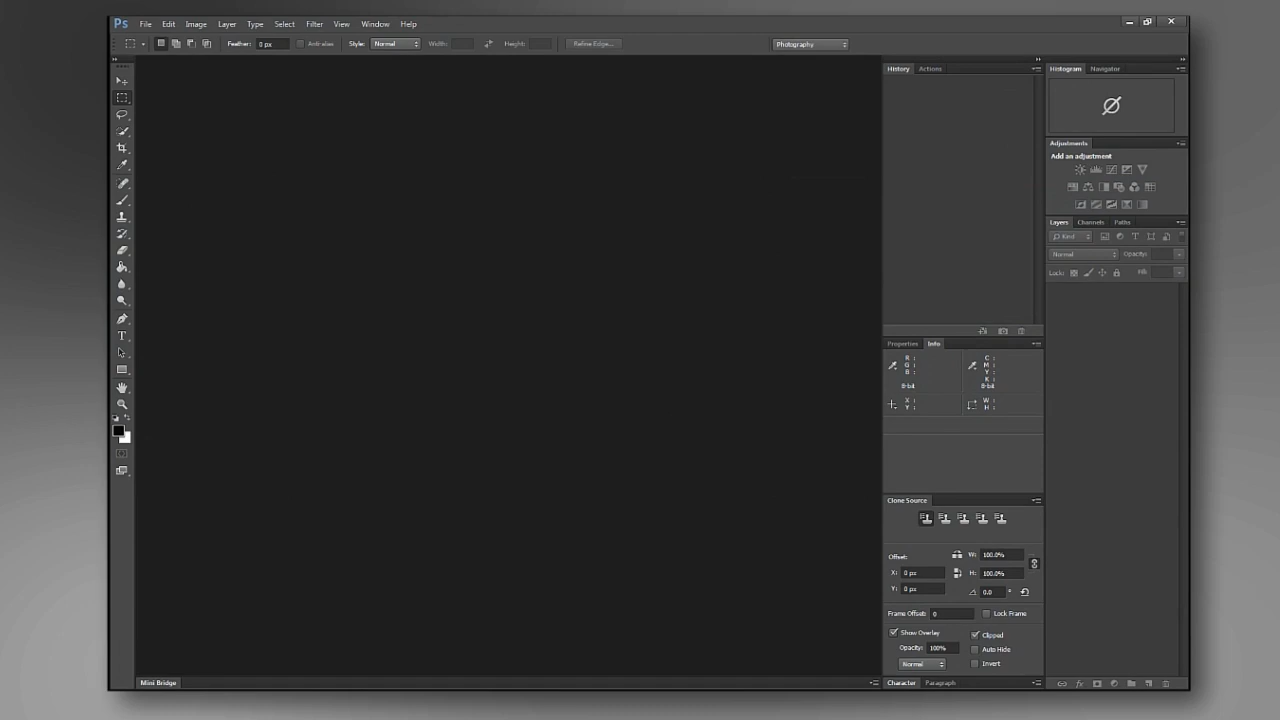 Ps File Edit Image Layer Type Select Filter View Window Help
Feather: 0 px Anti-alias Style: Normal Width: Height: Refine Edge... Photography
History Actions
Histogram Navigator
Adjustments
Add an adjustment
Layers Channels Paths
Kind
Normal Opacity:
Lock: Fill:
Properties Info
R : C :
G : M :
B : Y :
K :
8-bit 8-bit
X : W :
Y : H :
Clone Source
Offset: W: 100.0%
X: 0 px H: 100.0%
Y: 0 px 0.0 °
Frame Offset: 0 Lock Frame
Show Overlay Clipped
Opacity: 100% Auto Hide
Normal Invert
Mini Bridge
Character Paragraph
T
fx